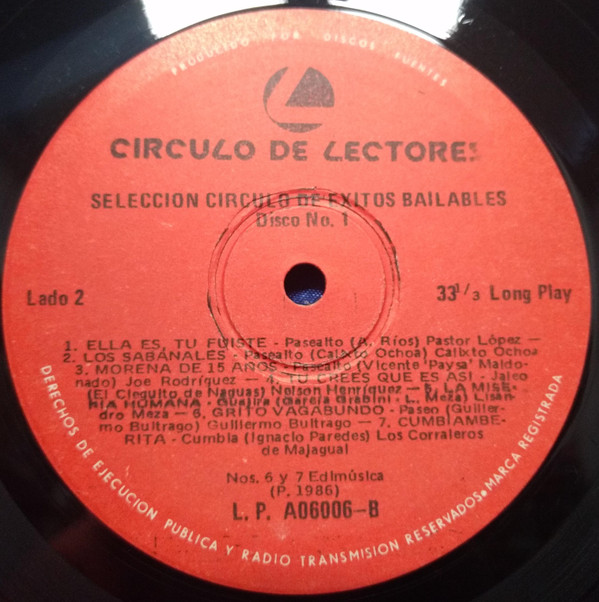 PRODUCIDO POR DISCOS FUENTES
CIRCULO DE LECTORES
SELECCION CIRCULO DE EXITOS BAILABLES
Disco No. 1
Lado 2
33 1/3 Long Play
1. ELLA ES, TU FUISTE - Pasealto (A. Ríos) Pastor López —
2. LOS SABÁNALES - Pasealto (Calixto Ochoa) Calixto Ochoa
3. MORENA DE 15 AÑOS - Pasealto (Vicente 'Paysa' Maldo-
nado) Joe Rodríquez — 4. TU CREES QUE ES ASI - Jaleo
(El Cieguito de Naguas) Nelson Henríquez — 5. LA MISE-
RIA HUMANA - Guajira (García Grabini - L. Meza) Lisan-
dro Meza — 6. GRITO VAGABUNDO - Paseo (Guiller-
mo Buitrago) Guillermo Buitrago — 7. CUMBIAMBE-
RITA - Cumbia (Ignacio Paredes) Los Corraleros
de Majagual
Nos. 6 y 7 Edimúsica
(P. 1986)
L. P. A06006-B
DERECHOS DE EJECUCION PUBLICA Y RADIO TRANSMISION RESERVADOS. MARCA REGISTRADA